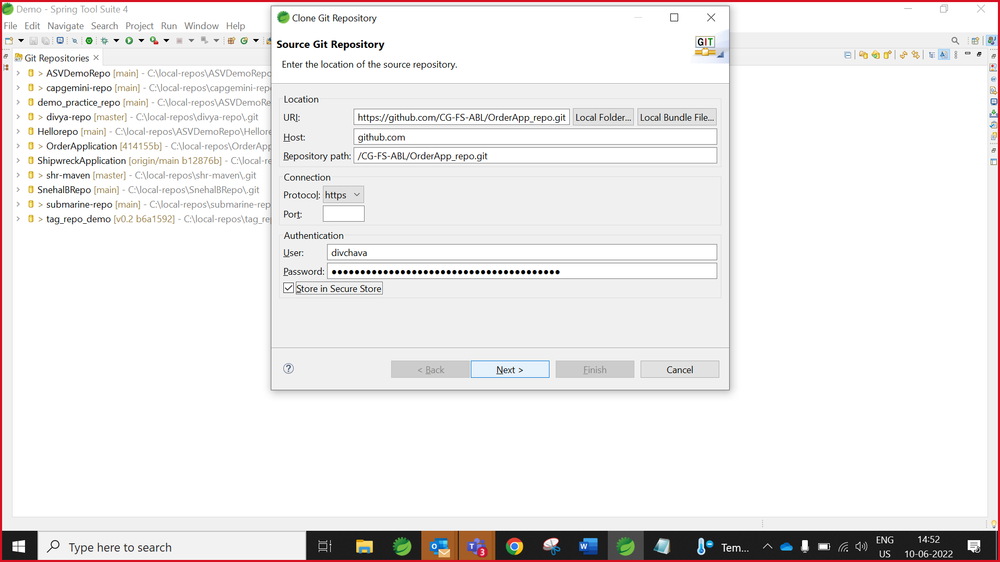 Demo - Spring Tool Suite 4
File Edit Navigate Search Project Run Window Help
Git Repositories
> ASVDemoRepo [main] - C:\local-repos\ASVDemoRepo
> capgemini-repo [main] - C:\local-repos\capgemini-repo
demo_practice_repo [main] - C:\local-repos\ASVDemoRe
> divya-repo [master] - C:\local-repos\divya-repo\.git
Hellorepo [main] - C:\local-repos\ASVDemoRepo\Hellore
> OrderApplication [414155b] - C:\local-repos\OrderApp
ShipwreckApplication [origin/main b12876b] - C:\local-re
> shr-maven [master] - C:\local-repos\shr-maven\.git
SnehalBRepo [main] - C:\local-repos\SnehalBRepo\.git
> submarine-repo [main] - C:\local-repos\submarine-rep
> tag_repo_demo [v0.2 b6a1592] - C:\local-repos\tag_rep
Clone Git Repository
Source Git Repository
Enter the location of the source repository.
GIT
Location
URI: https://github.com/CG-FS-ABL/OrderApp_repo.git Local Folder... Local Bundle File...
Host: github.com
Repository path: /CG-FS-ABL/OrderApp_repo.git
Connection
Protocol: https
Port:
Authentication
User: divchava
Password: ●●●●●●●●●●●●●●●●●●●●●●●●●●●●●●●●●●●●●●●●
Store in Secure Store
< Back Next > Finish Cancel
Type here to search
3
Tem...
ENG
US
14:52
10-06-2022